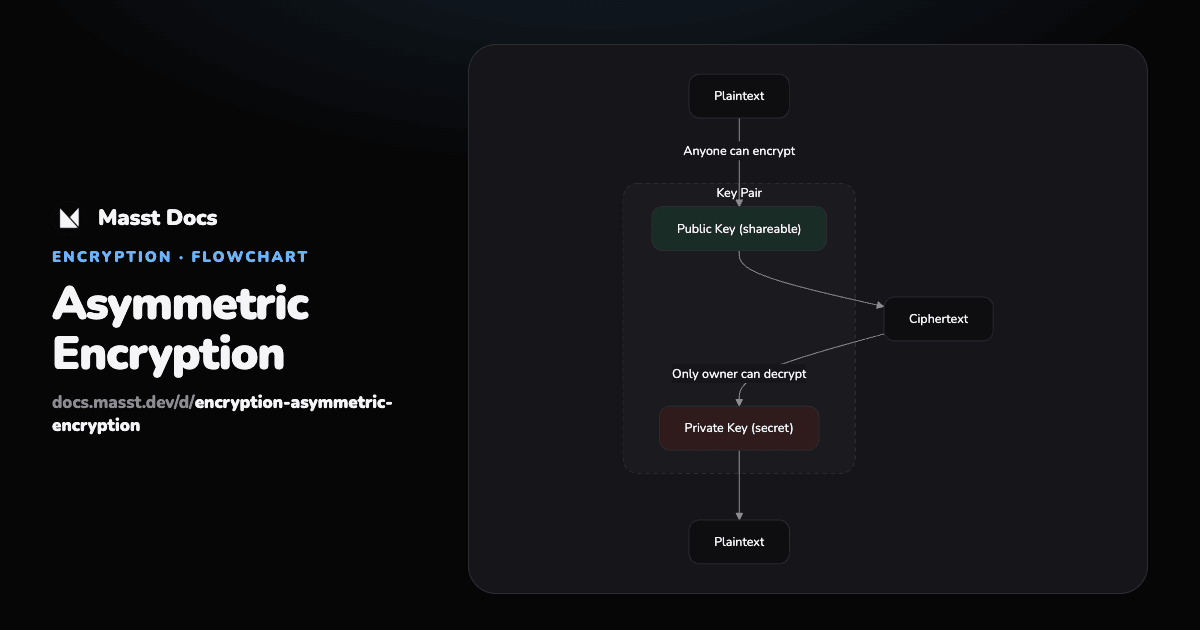 Masst Docs
ENCRYPTION · FLOWCHART
Asymmetric
Encryption
docs.masst.dev/d/encryption-asymmetric-
encryption
Plaintext
Anyone can encrypt
Key Pair
Public Key (shareable)
Ciphertext
Only owner can decrypt
Private Key (secret)
Plaintext